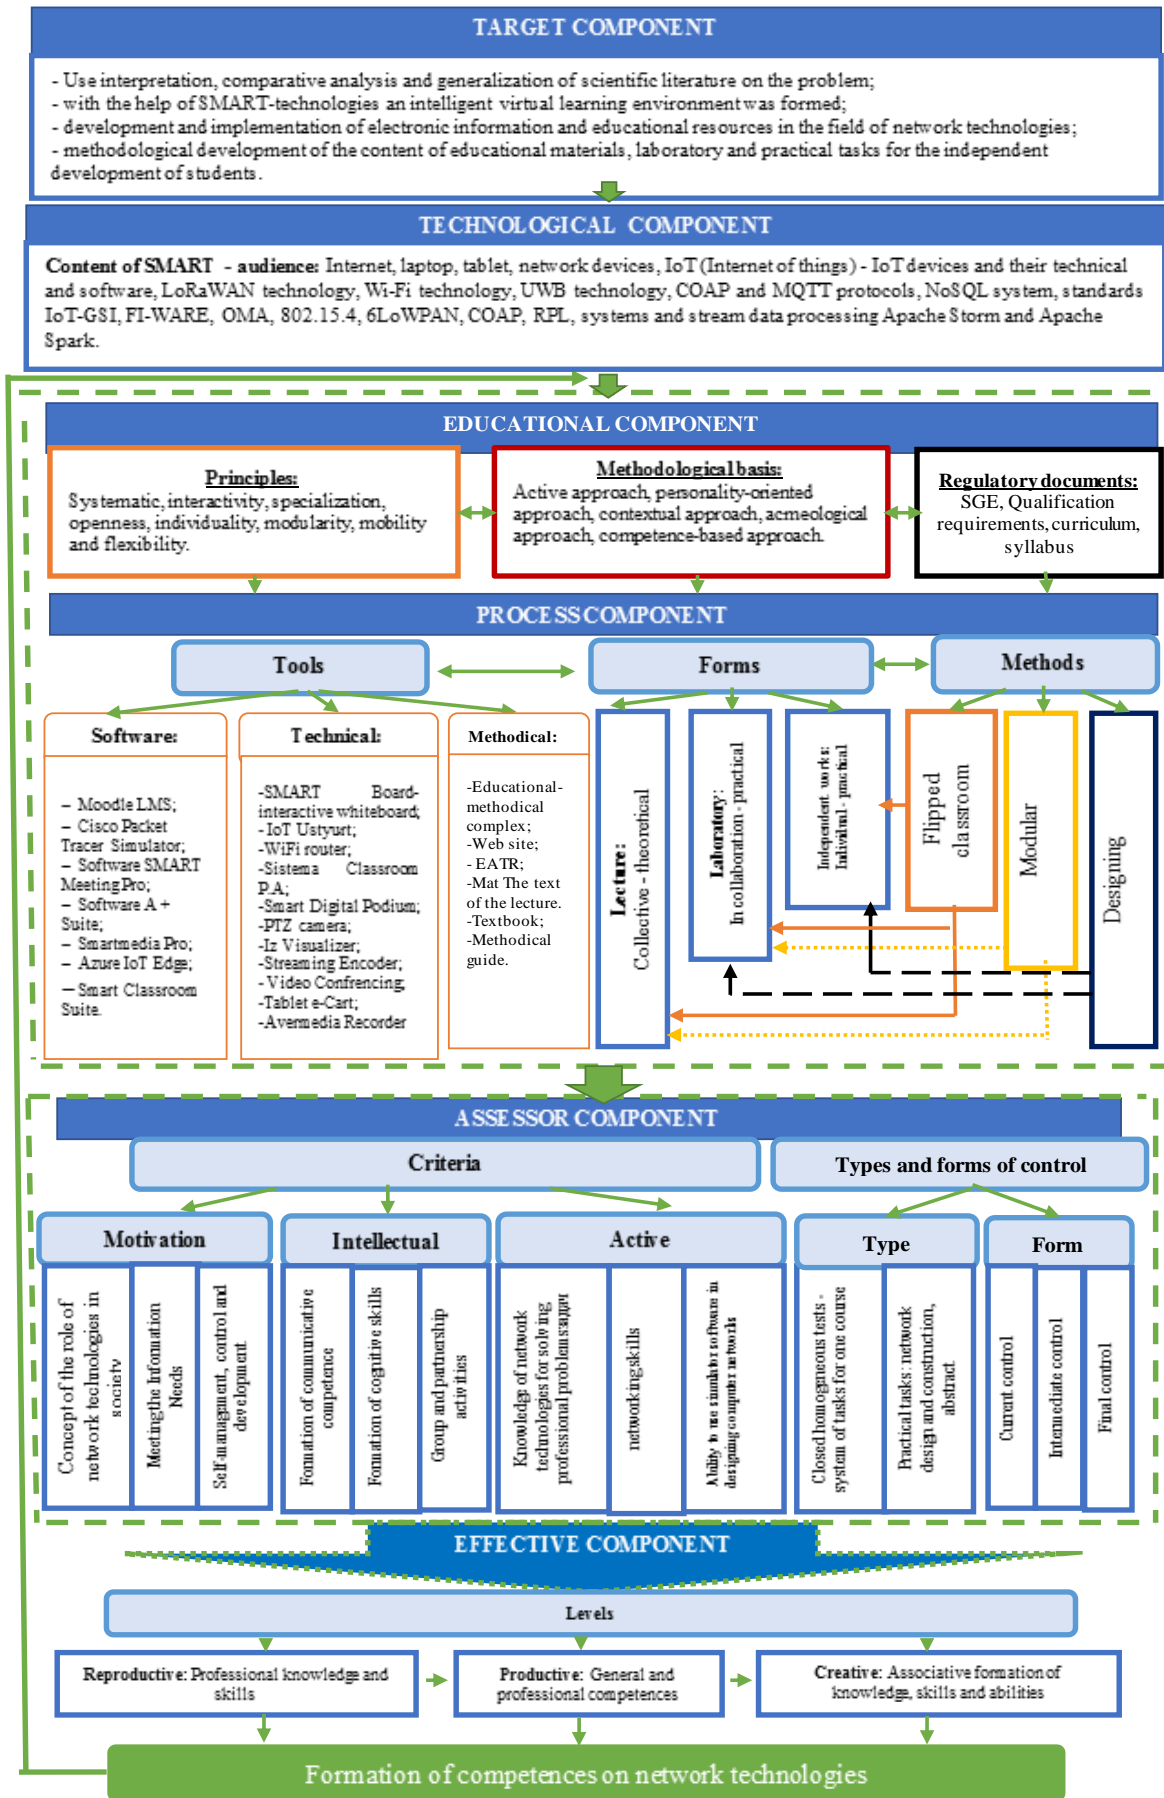 TARGET COMPONENT
- Use interpretation, comparative analysis and generalization of scientific literature on the problem;
- with the help of SMART-technologies an intelligent virtual learning environment was formed;
- development and implementation of electronic information and educational resources in the field of network technologies;
- methodological development of the content of educational materials, laboratory and practical tasks for the independent
development of students.
TECHNOLOGICAL COMPONENT
Content of SMART - audience: Internet, laptop, tablet, network devices, IoT (Internet of things) - IoT devices and their technical
and software, LoRaWAN technology, Wi-Fi technology, UWB technology, COAP and MQTT protocols, NoSQL system, standards
IoT-GSI, FI-WARE, OMA, 802.15.4, 6LoWPAN, COAP, RPL, systems and stream data processing Apache Storm and Apache
Spark.
EDUCATIONAL COMPONENT
Principles:
Systematic, interactivity, specialization,
openness, individuality, modularity, mobility
and flexibility.
Methodological basis:
Active approach, personality-oriented
approach, contextual approach, acmeological
approach, competence-based approach.
Regulatory documents:
SGE, Qualification
requirements, curriculum,
syllabus
PROCESS COMPONENT
Tools
Forms
Methods
Software:
– Moodle LMS;
– Cisco Packet
Tracer Simulator;
– Software SMART
MeetingPro;
– Software A +
Suite;
– Smartmedia Pro;
– Azure IoT Edge;
– Smart Classroom
Suite.
Technical:
-SMART Board-
interactive whiteboard;
- IoT Ustyurt;
-WiFi router;
-Sistema Classroom
P.A;
-Smart Digital Podium;
-PTZ camera;
-Iz Visualizer;
-Streaming Encoder;
- Video Confrencing;
-Tablet e-Cart;
-Avermedia Recorder
Methodical:
-Educational-
methodical
complex;
-Web site;
- EATR;
-Mat The text
of the lecture.
-Textbook;
-Methodical
guide.
Lecture:
Collective - theoretical
Laboratory:
In collaboration - practical
Independent works:
Individual - practical
Flipped
classroom
Modular
Designing
ASSESSOR COMPONENT
Criteria
Types and forms of control
Motivation
Intellectual
Active
Type
Form
Concept of the role of
network technologies in
society
Meeting the Information
Needs
Self-management, control and
development
Formation of communicative
competence
Formation of cognitive skills
Group and partnership
activities
Knowledge of network
technologies for solving
professional problemsзадач
networkingskills
Ability to use simulator software in
designing computer networks
Closed homogeneous tests -
system of tasks for one course
Practical tasks: network
design and construction,
abstract
Current control
Intermediate control
Final control
EFFECTIVE COMPONENT
Levels
Reproductive: Professional knowledge and
skills
Productive: General and
professional competences
Creative: Associative formation of
knowledge, skills and abilities
Formation of competences on network technologies